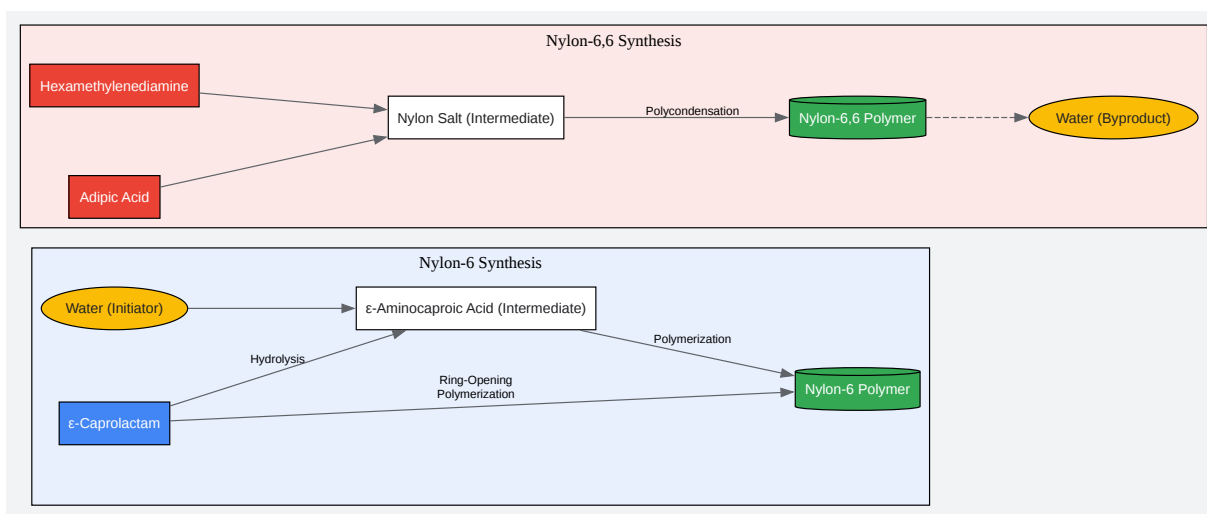 Nylon-6,6 Synthesis
Hexamethylenediamine
Adipic Acid
Nylon Salt (Intermediate)
Polycondensation
Nylon-6,6 Polymer
Water (Byproduct)
Nylon-6 Synthesis
Water (Initiator)
ε-Caprolactam
Hydrolysis
ε-Aminocaproic Acid (Intermediate)
Ring-Opening
Polymerization
Polymerization
Nylon-6 Polymer